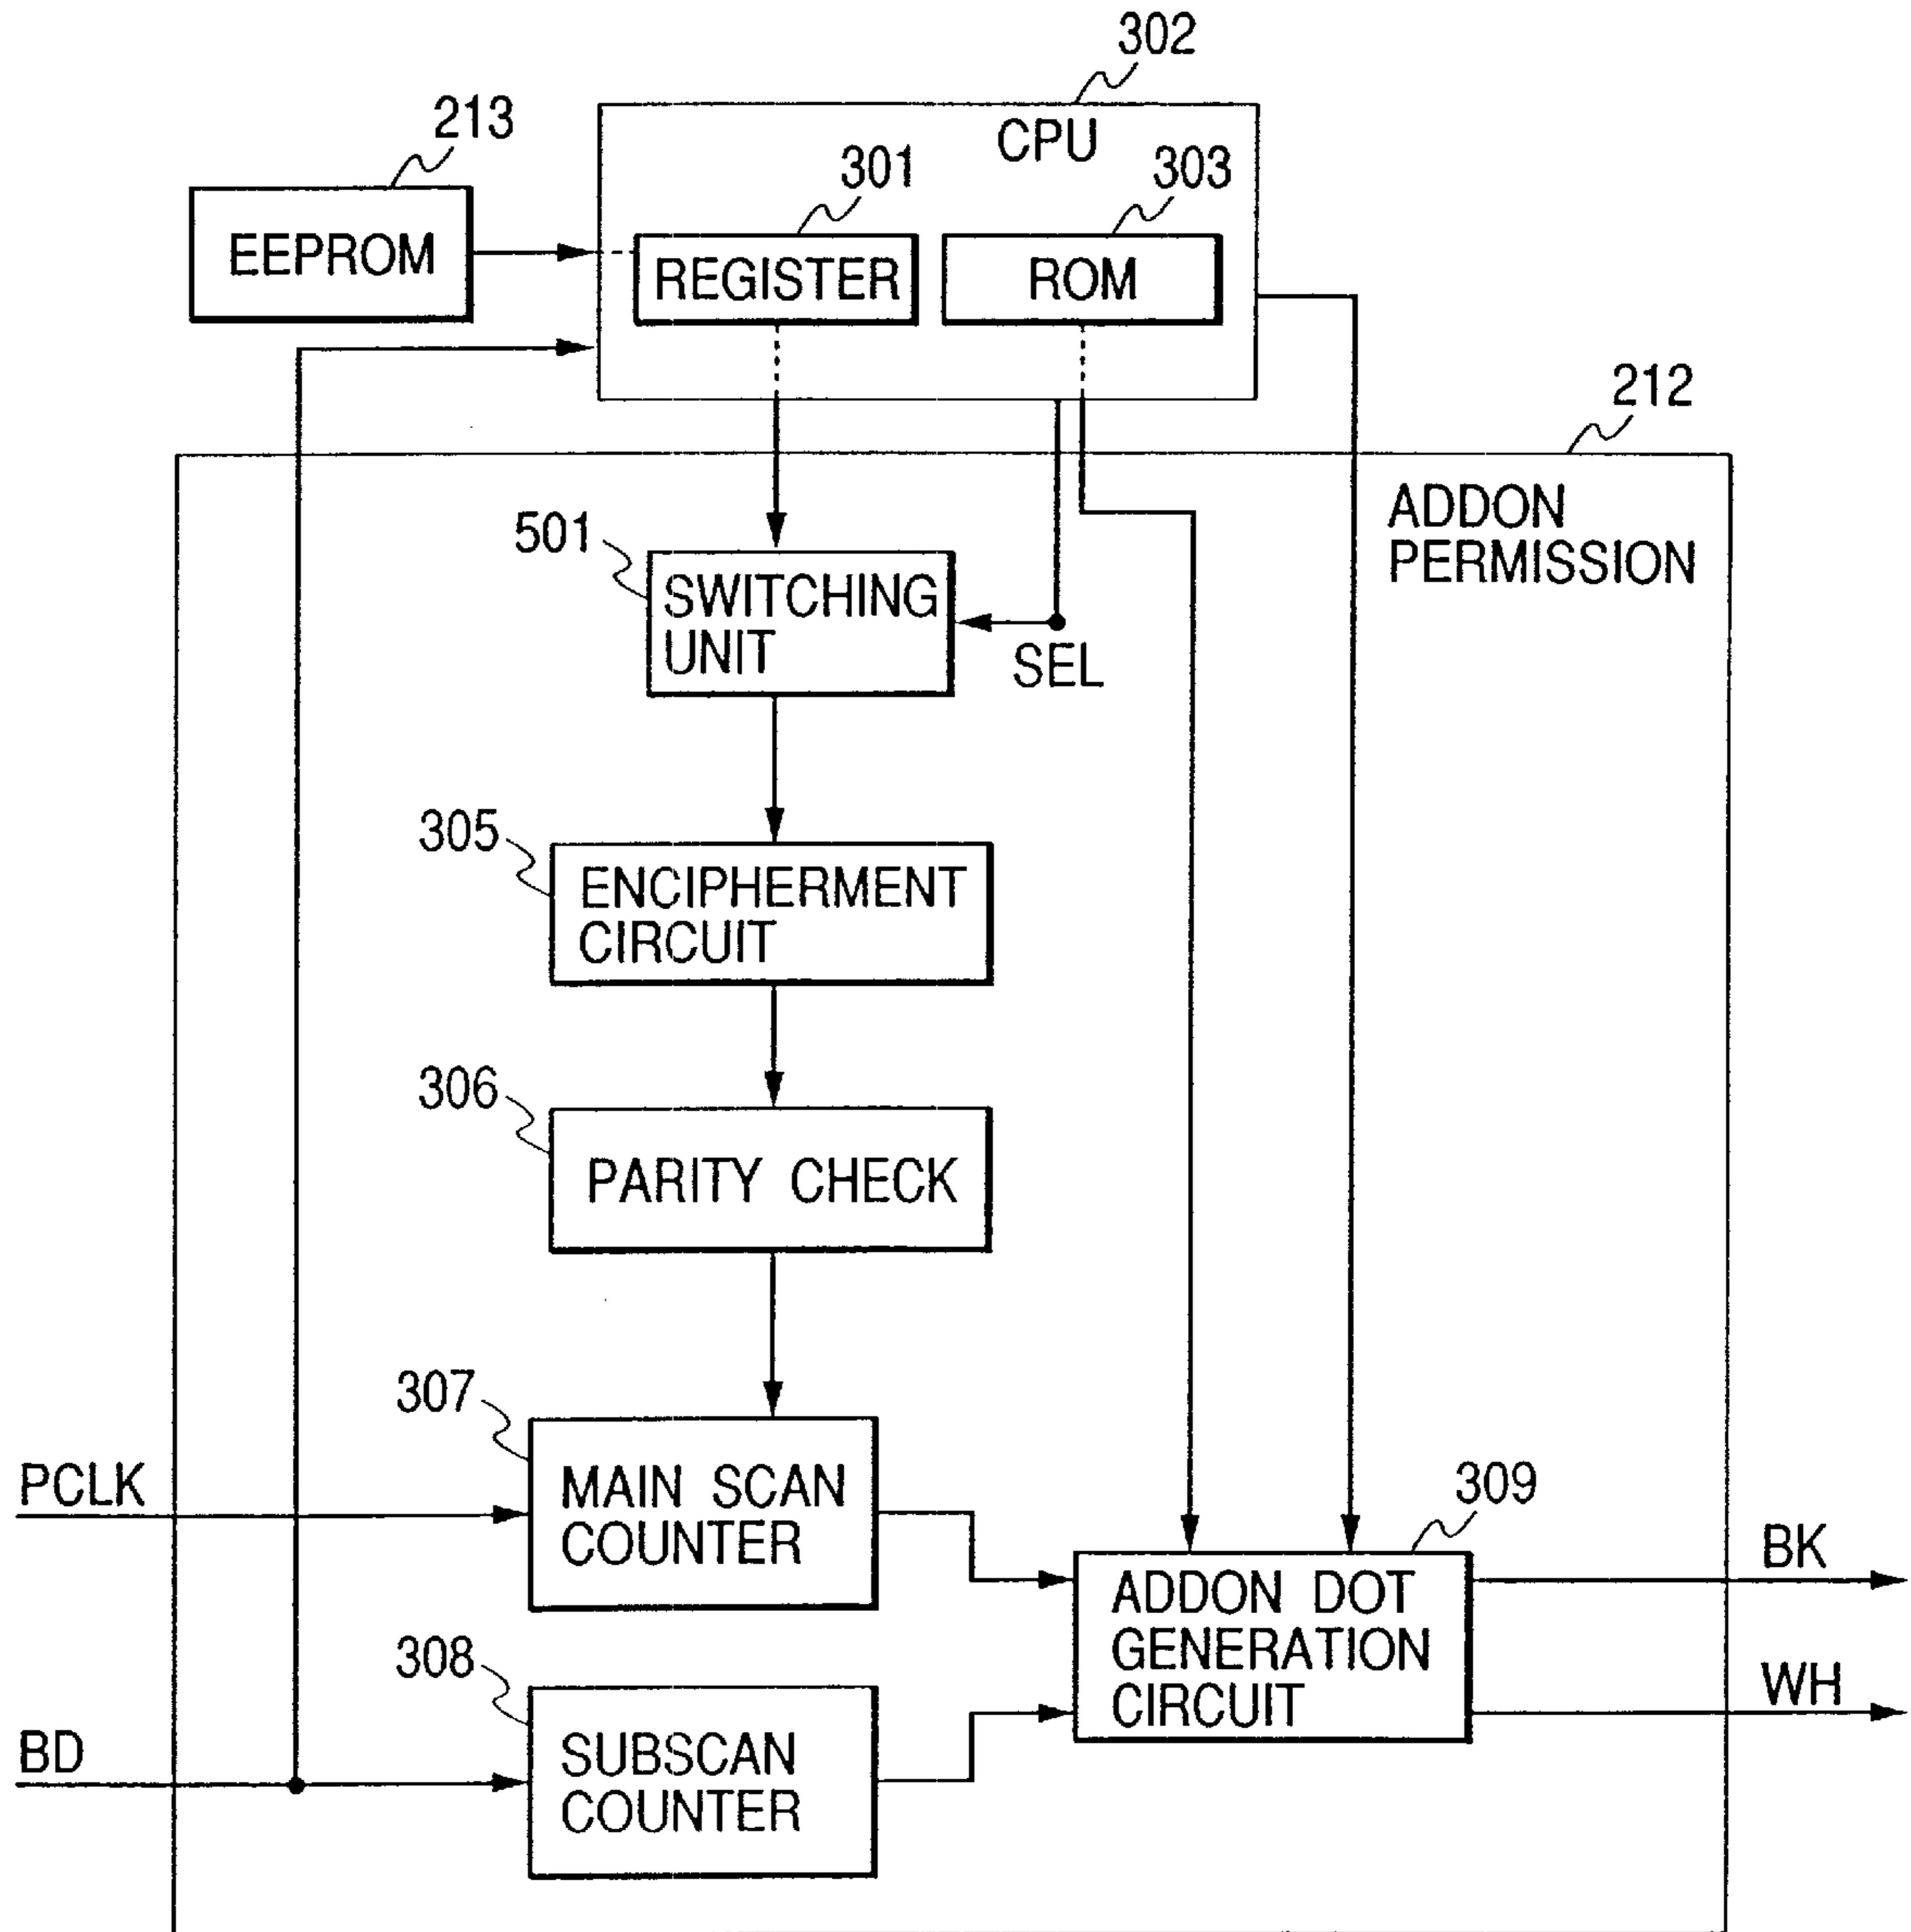 302
213
CPU
301
303
EEPROM
REGISTER
ROM
212
ADDON
PERMISSION
501
SWITCHING
UNIT
SEL
305
ENCIPHERMENT
CIRCUIT
306
PARITY CHECK
307
PCLK
MAIN SCAN
COUNTER
309
BK
ADDON DOT
GENERATION
CIRCUIT
308
WH
BD
SUBSCAN
COUNTER